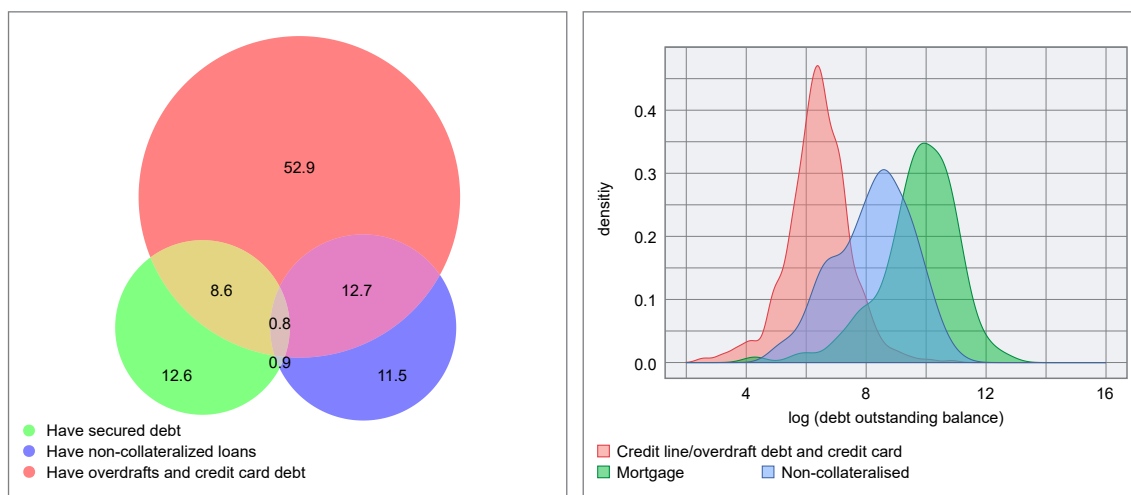 52.9
8.6
12.7
0.8
0.9
12.6
11.5
Have secured debt
Have non-collateralized loans
Have overdrafts and credit card debt
densitiy
0.4
0.3
0.2
0.1
0.0
4 8 12 16
log (debt outstanding balance)
Credit line/overdraft debt and credit card
Mortgage Non-collateralised